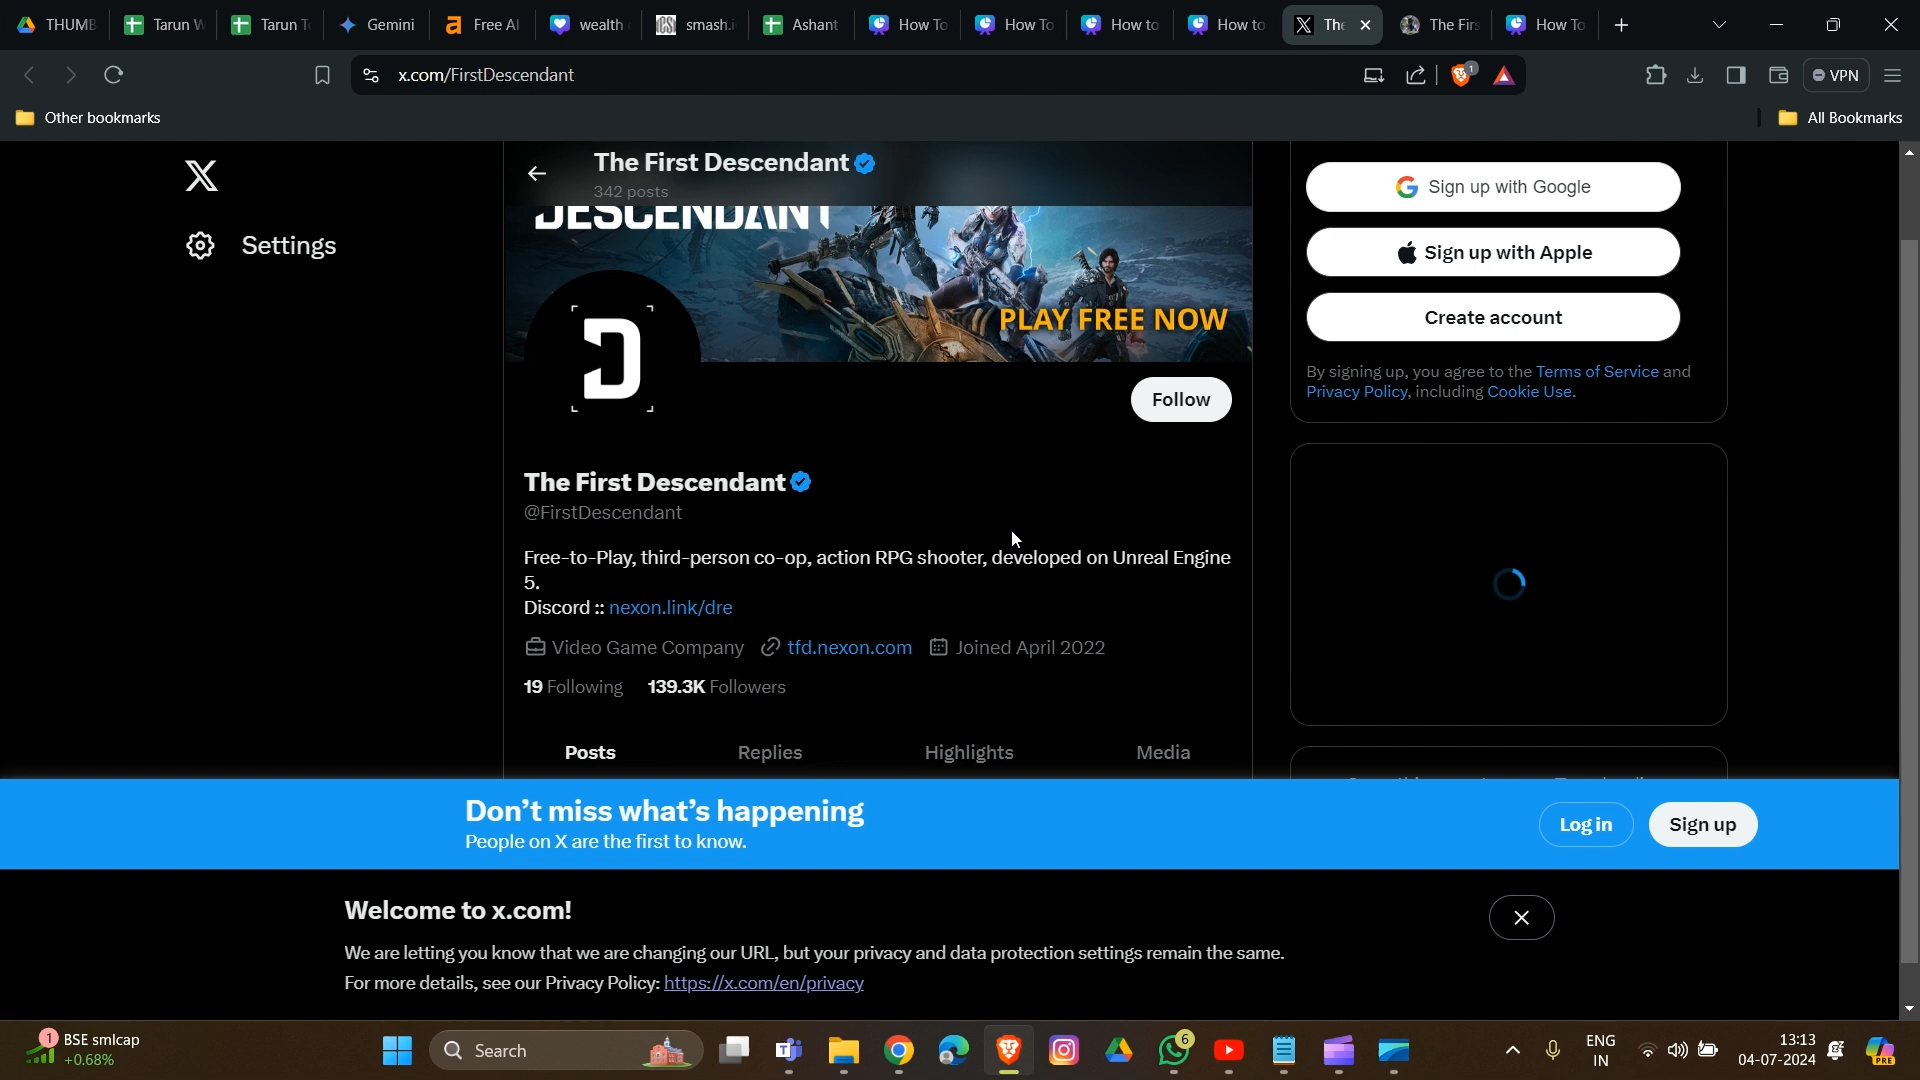 THUMB
Tarun W
Tarun T
Gemini
Free AI
wealth
smash.
Ashant
How To
How To
How to
How to
The
The Firs
How To
x.com/FirstDescendant
1
VPN
Other bookmarks
All Bookmarks
Settings
The First Descendant
342 posts
DESCENDANT
PLAY FREE NOW
Follow
The First Descendant
@FirstDescendant
Free-to-Play, third-person co-op, action RPG shooter, developed on Unreal Engine
5.
Discord :: nexon.link/dre
Video Game Company tfd.nexon.com Joined April 2022
19 Following 139.3K Followers
Posts Replies Highlights Media
Sign up with Google
Sign up with Apple
Create account
By signing up, you agree to the Terms of Service and
Privacy Policy, including Cookie Use.
Don’t miss what’s happening
People on X are the first to know.
Log in
Sign up
Welcome to x.com!
We are letting you know that we are changing our URL, but your privacy and data protection settings remain the same.
For more details, see our Privacy Policy: https://x.com/en/privacy
1
BSE smlcap
+0.68%
Search
6
ENG
IN
13:13
04-07-2024
PRE